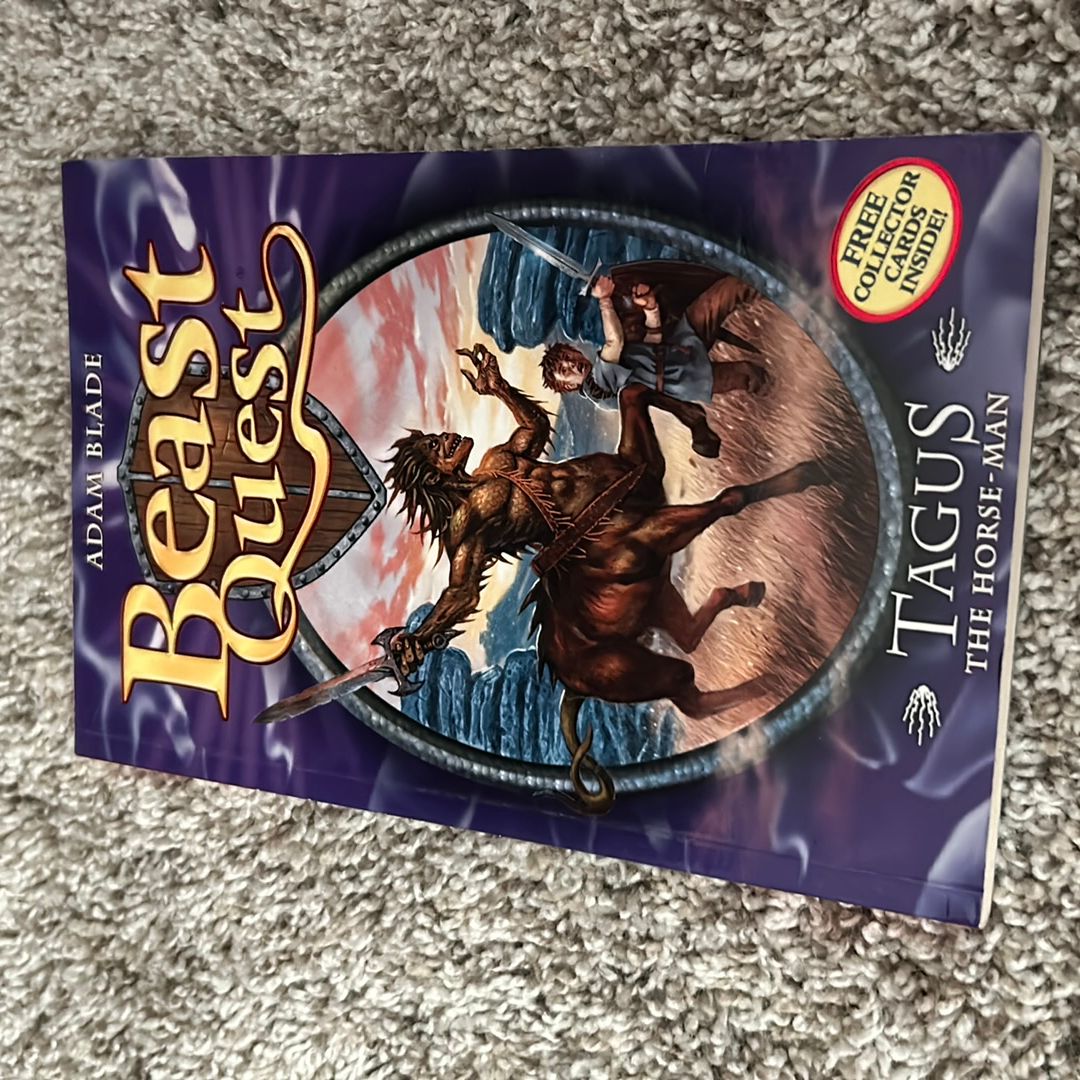 ADAM BLADE
Beast
Quest
FREE
COLLECTOR
CARDS
INSIDE!
TAGUS
THE HORSE-MAN